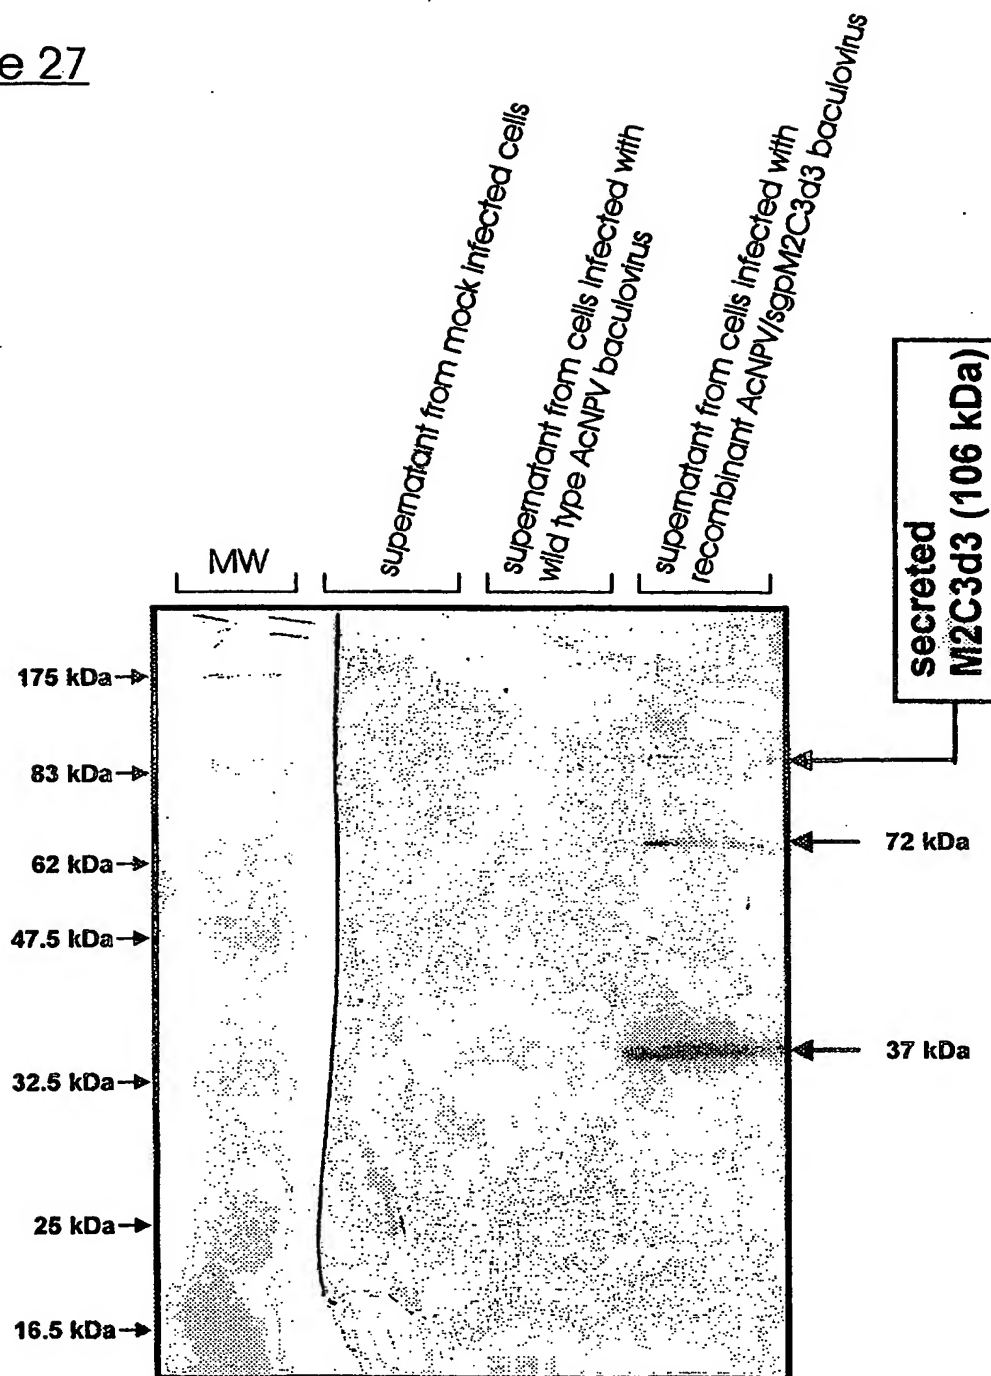 e 27
supernatant from mock infected cells
supernatant from cells infected with
wild type AcNPV baculovirus
supernatant from cells infected with
recombinant AcNPV/sgpM2C3d3 baculovirus
MW
secreted
M2C3d3 (106 kDa)
175 kDa
83 kDa
62 kDa
47.5 kDa
32.5 kDa
25 kDa
16.5 kDa
72 kDa
37 kDa